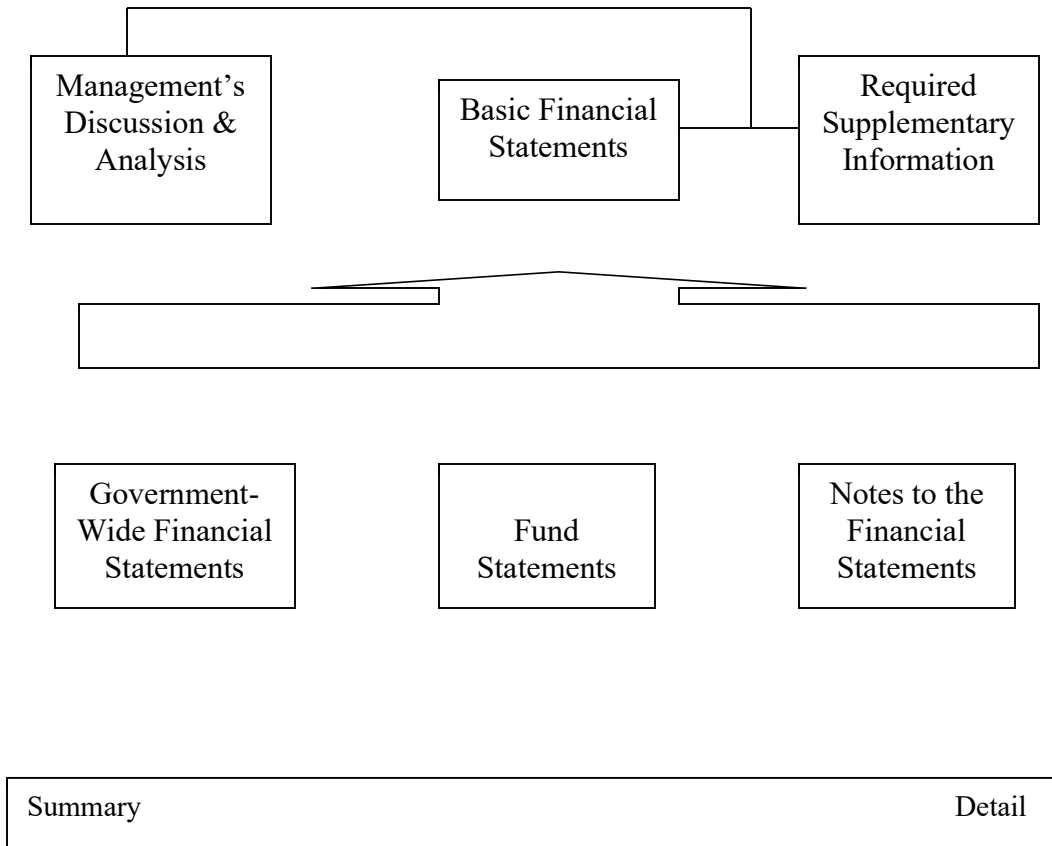 Management’s
Discussion &
Analysis
Basic Financial
Statements
Required
Supplementary
Information
Government-
Wide Financial
Statements
Fund
Statements
Notes to the
Financial
Statements
Summary
Detail